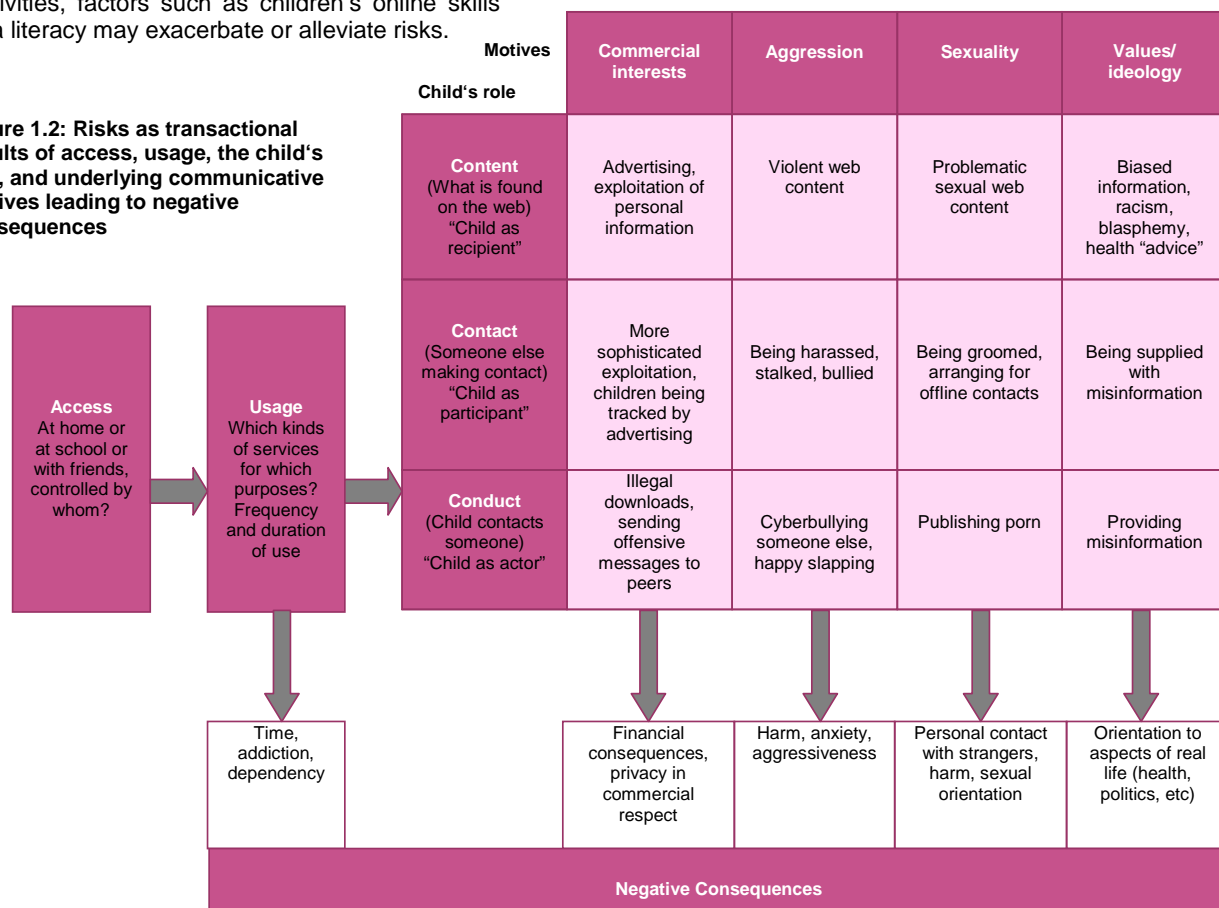 ivities, factors such as children's online skills
a literacy may exacerbate or alleviate risks.
ure 1.2: Risks as transactional
ults of access, usage, the child‘s
, and underlying communicative
ives leading to negative
sequences
Motives
Child‘s role
Commercial
interests
Aggression
Sexuality
Values/
ideology
Content
(What is found
on the web)
“Child as
recipient”
Advertising,
exploitation of
personal
information
Violent web
content
Problematic
sexual web
content
Biased
information,
racism,
blasphemy,
health “advice”
Contact
(Someone else
making contact)
“Child as
participant”
More
sophisticated
exploitation,
children being
tracked by
advertising
Being harassed,
stalked, bullied
Being groomed,
arranging for
offline contacts
Being supplied
with
misinformation
Conduct
(Child contacts
someone)
“Child as actor”
Illegal
downloads,
sending
offensive
messages to
peers
Cyberbullying
someone else,
happy slapping
Publishing porn
Providing
misinformation
Access
At home or
at school or
with friends,
controlled by
whom?
Usage
Which kinds
of services
for which
purposes?
Frequency
and duration
of use
Time,
addiction,
dependency
Financial
consequences,
privacy in
commercial
respect
Harm, anxiety,
aggressiveness
Personal contact
with strangers,
harm, sexual
orientation
Orientation to
aspects of real
life (health,
politics, etc)
Negative Consequences